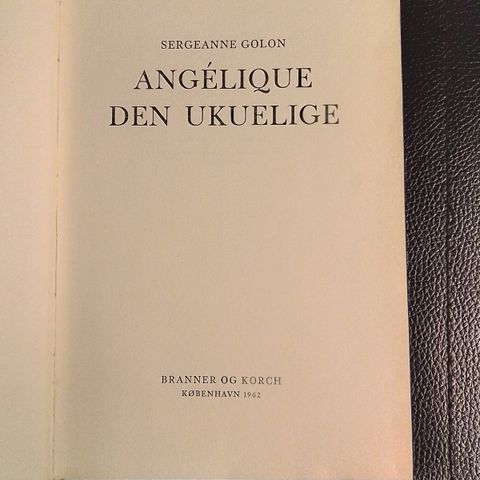 SERGEANNE GOLON
ANGÉLIQUE
DEN UKUELIGE
BRANNER OG KORCH
KØBENHAVN 1962